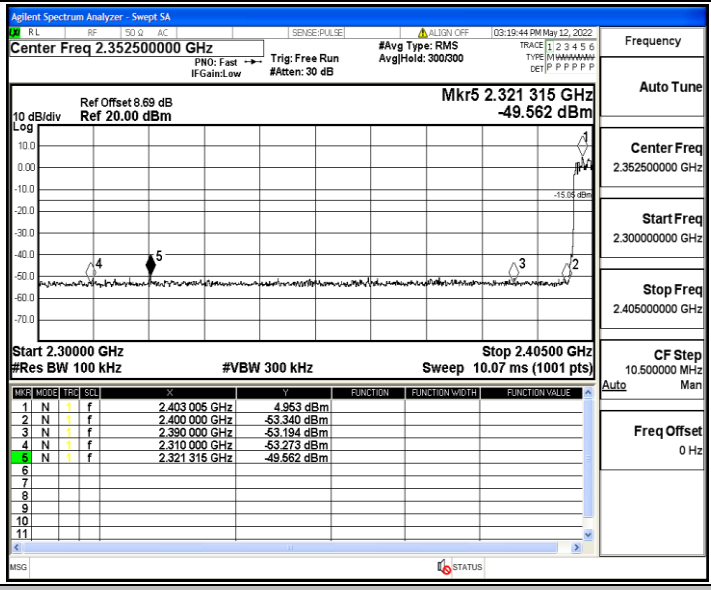 Agilent Spectrum Analyzer - Swept SA
RL RF 50 Ω AC SENSE:PULSE ALIGN OFF 03:19:44 PM May 12, 2022
Center Freq 2.352500000 GHz
PNO: Fast
IFGain:Low
Trig: Free Run
#Atten: 30 dB
#Avg Type: RMS
Avg|Hold: 300/300
TRACE 1 2 3 4 5 6
TYPE M W W W W W
DET P P P P P P
Ref Offset 8.69 dB
10 dB/div Ref 20.00 dBm
Log
Mkr5 2.321 315 GHz
-49.562 dBm
10.0
0.00
-10.0
-20.0
-30.0
-40.0
-50.0
-60.0
-70.0
1
-15.05 dBm
4
5
3
2
Start 2.30000 GHz Stop 2.40500 GHz
#Res BW 100 kHz #VBW 300 kHz Sweep 10.07 ms (1001 pts)
MKR MODE TRC SCL X Y FUNCTION FUNCTION WIDTH FUNCTION VALUE
1 N 1 f 2.403 005 GHz 4.953 dBm
2 N 1 f 2.400 000 GHz -53.340 dBm
3 N 1 f 2.390 000 GHz -53.194 dBm
4 N 1 f 2.310 000 GHz -53.273 dBm
5 N 1 f 2.321 315 GHz -49.562 dBm
6
7
8
9
10
11
MSG STATUS
Frequency
Auto Tune
Center Freq
2.352500000 GHz
Start Freq
2.300000000 GHz
Stop Freq
2.405000000 GHz
CF Step
10.500000 MHz
Auto Man
Freq Offset
0 Hz